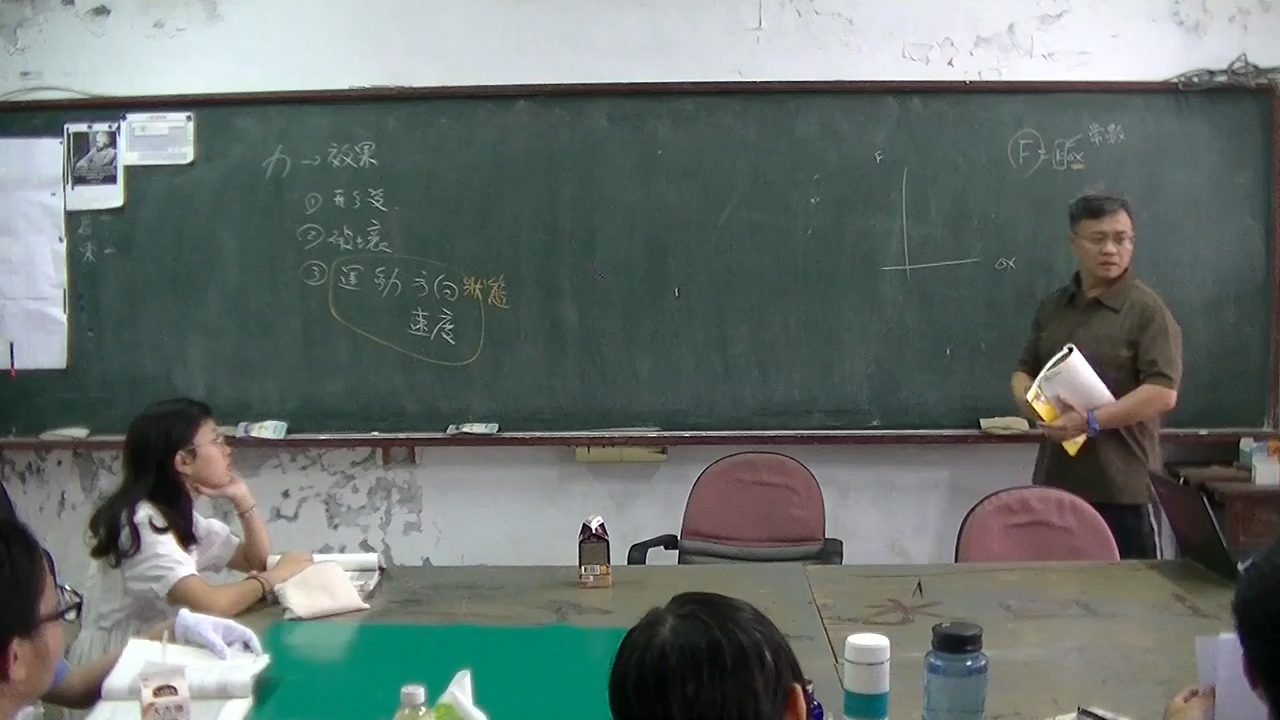 力→效果
① 形变
② 破壞
③ 運動方向 狀態
速度
F
Δx
F=kΔx 常數